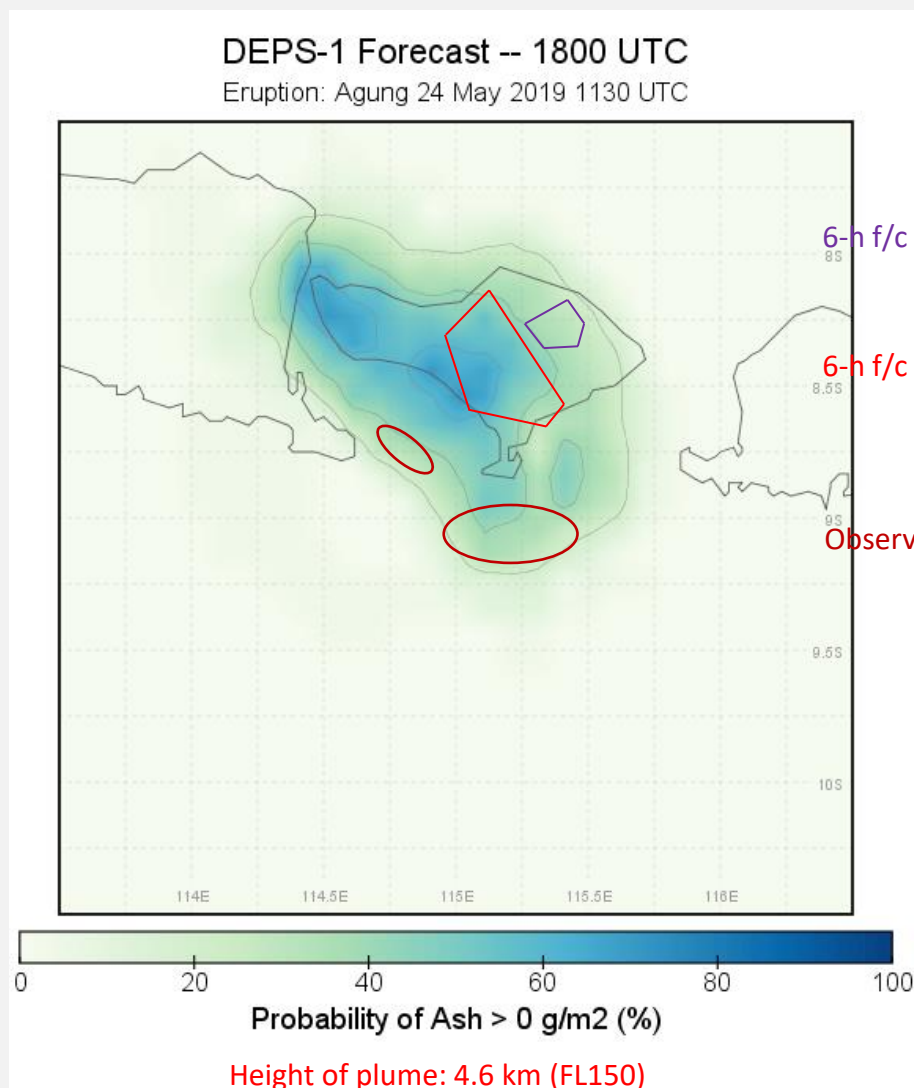 DEPS-1 Forecast -- 1800 UTC
Eruption: Agung 24 May 2019 1130 UTC
6-h f/c
8S
6-h f/c
8.5S
9S
Observ
9.5S
10S
114E 114.5E 115E 115.5E 116E
0 20 40 60 80 100
Probability of Ash > 0 g/m2 (%)
Height of plume: 4.6 km (FL150)